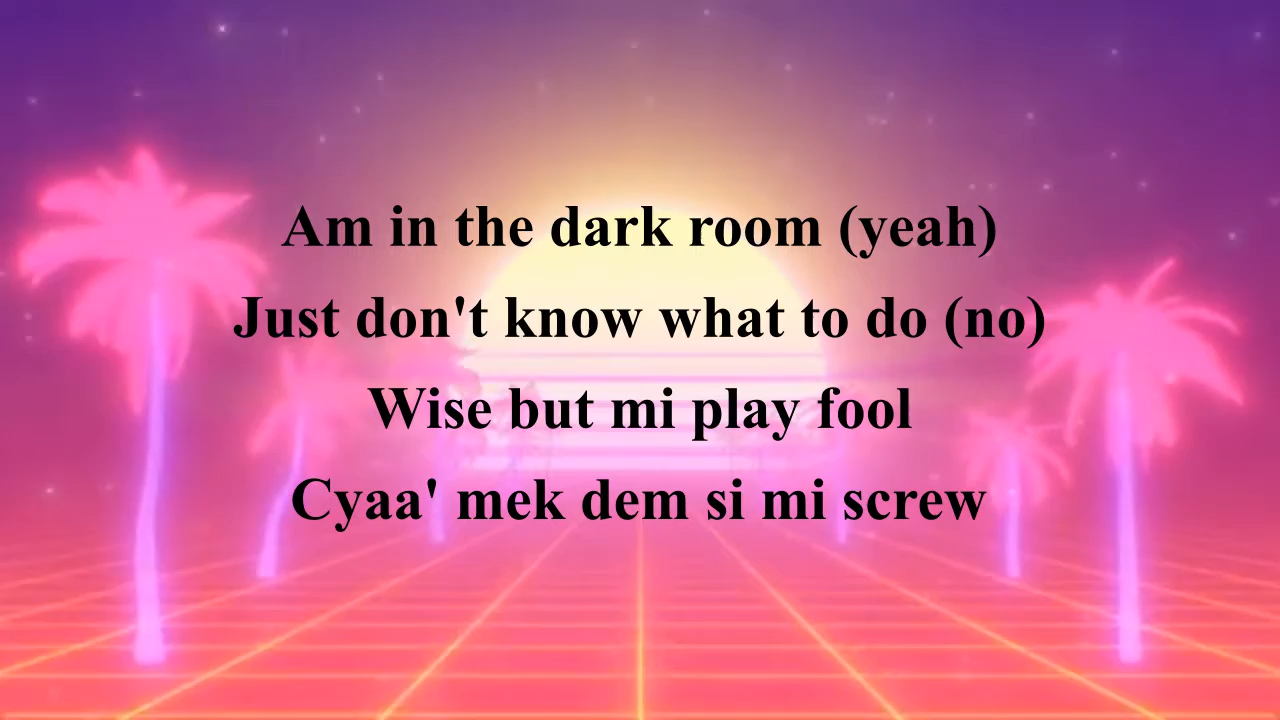 Am in the dark room (yeah)
Just don't know what to do (no)
Wise but mi play fool
Cyaa' mek dem si mi screw